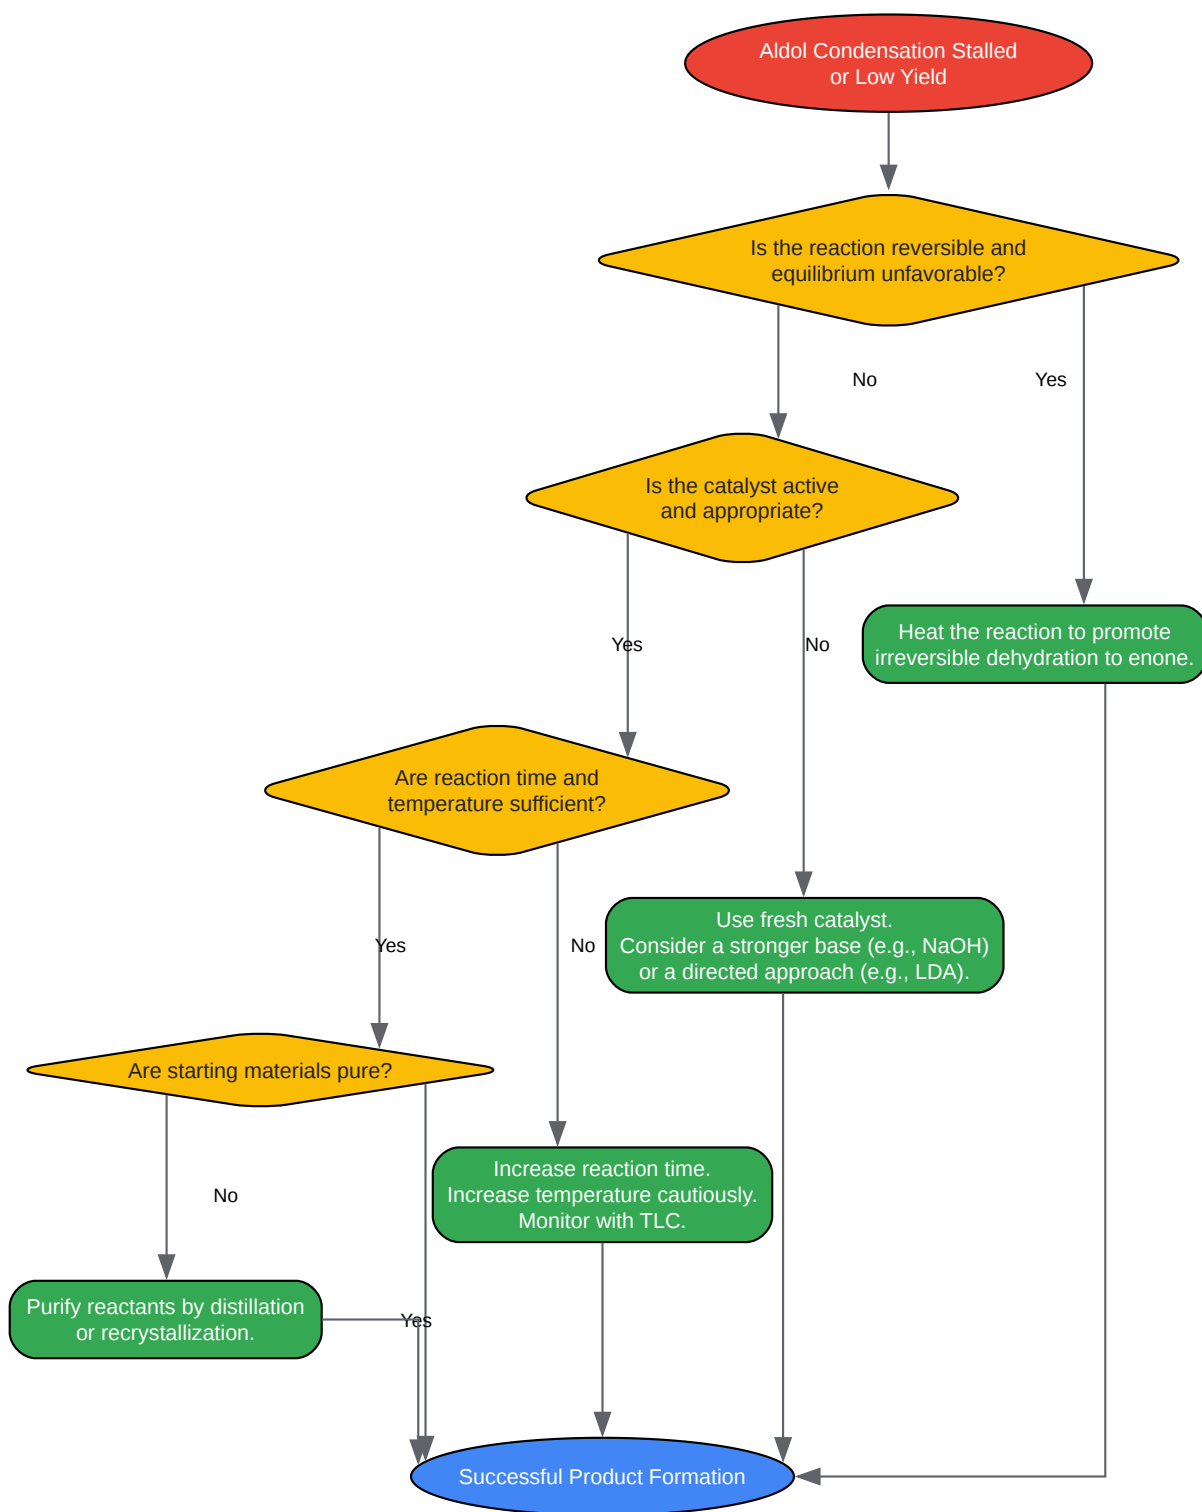 Aldol Condensation Stalled
or Low Yield
Is the reaction reversible and
equilibrium unfavorable?
No
Yes
Is the catalyst active
and appropriate?
Yes
No
Heat the reaction to promote
irreversible dehydration to enone.
Are reaction time and
temperature sufficient?
Yes
No
Use fresh catalyst.
Consider a stronger base (e.g., NaOH)
or a directed approach (e.g., LDA).
Are starting materials pure?
No
Yes
Increase reaction time.
Increase temperature cautiously.
Monitor with TLC.
Purify reactants by distillation
or recrystallization.
Successful Product Formation